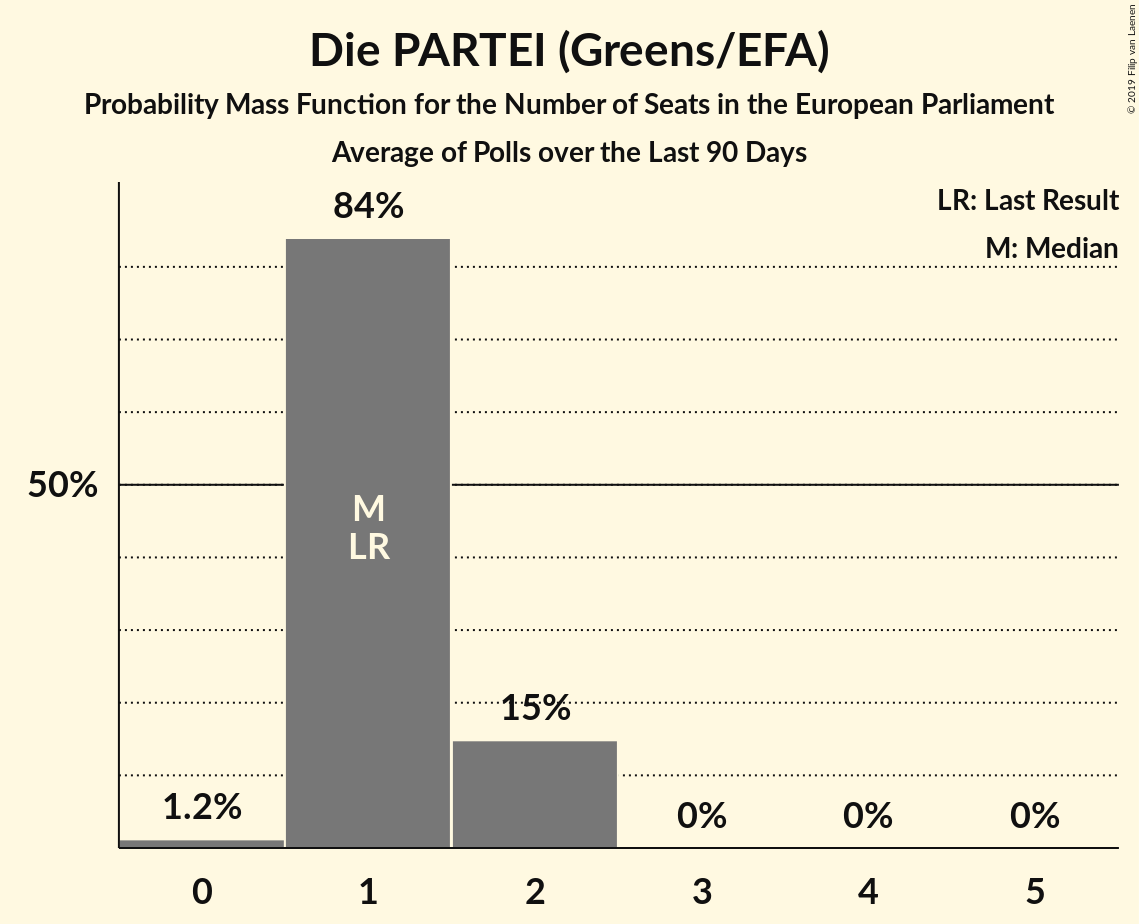 Die PARTEI (Greens/EFA)
Probability Mass Function for the Number of Seats in the European Parliament
Average of Polls over the Last 90 Days
© 2019 Filip van Laenen
LR: Last Result
M: Median
84%
50%
M
LR
15%
1.2%
0%
0%
0%
0
1
2
3
4
5